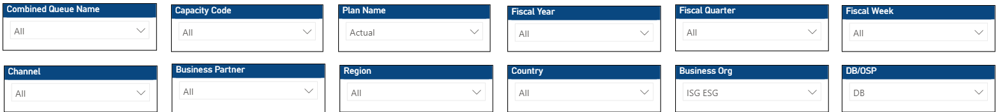 Combined Queue Name
All
Capacity Code
All
Plan Name
Actual
Fiscal Year
All
Fiscal Quarter
All
Fiscal Week
All
Channel
All
Business Partner
All
Region
All
Country
All
Business Org
ISG ESG
DB/OSP
DB